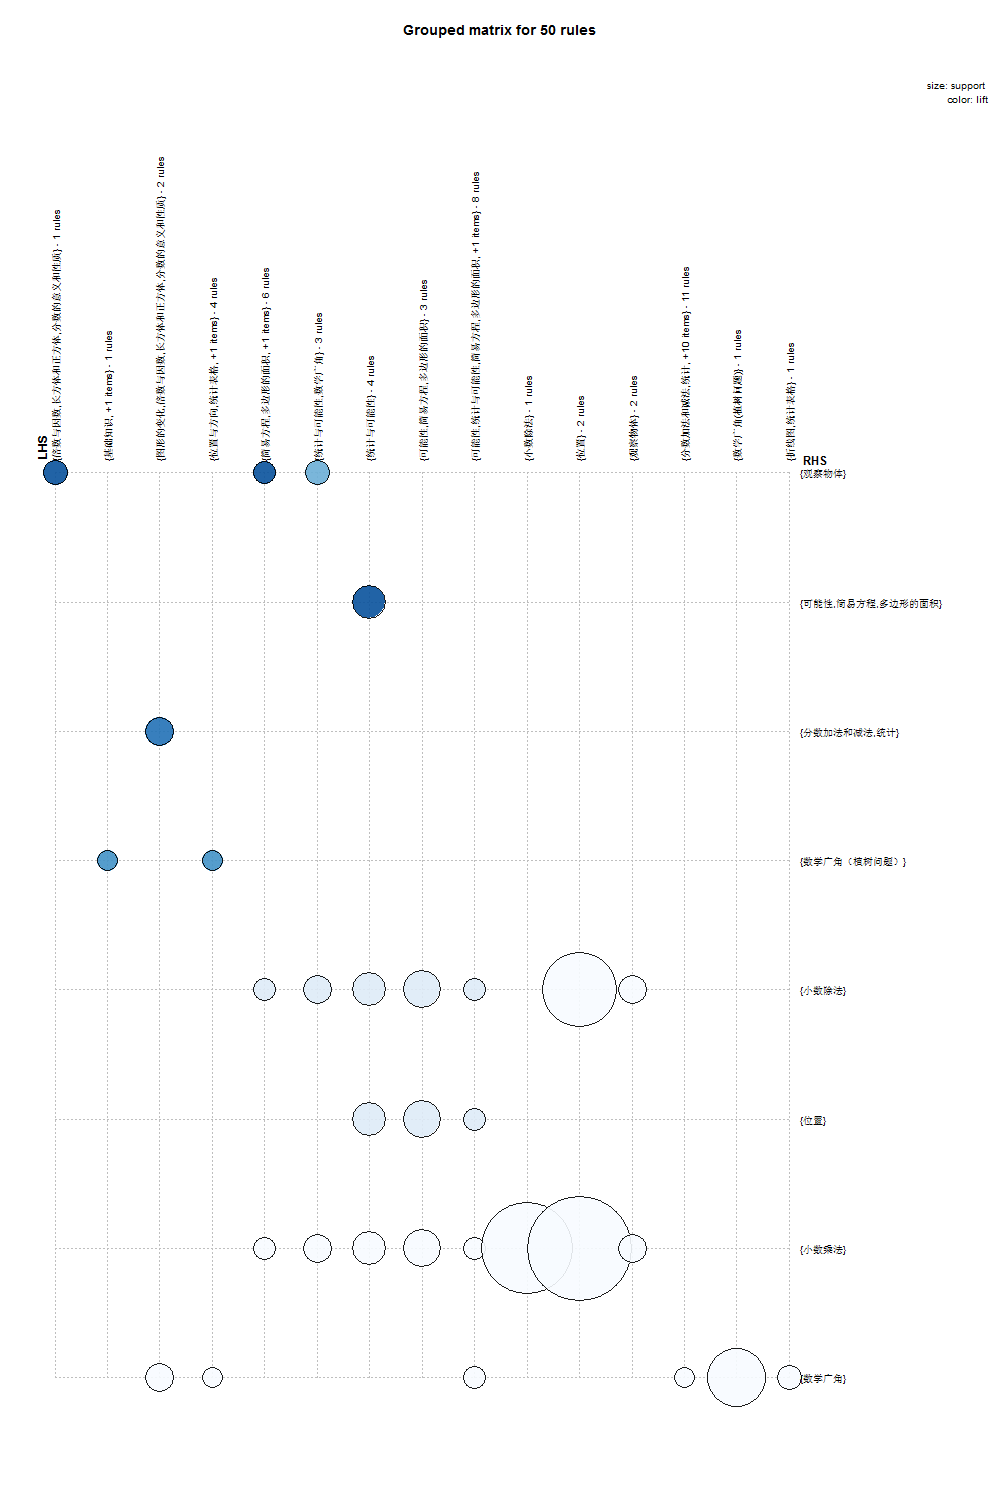 Grouped matrix for 50 rules
size: support
color: lift
LHS
{倍数与因数,长方体和正方体,分数的意义和性质} - 1 rules
{基础知识, +1 items} - 1 rules
{图形的变化,倍数与因数,长方体和正方体,分数的意义和性质} - 2 rules
{位置与方向,统计表格, +1 items} - 4 rules
{简易方程,多边形的面积, +1 items} - 6 rules
{统计与可能性,数学广角} - 3 rules
{统计与可能性} - 4 rules
{可能性,简易方程,多边形的面积} - 3 rules
{可能性,统计与可能性,简易方程,多边形的面积, +1 items} - 8 rules
{小数除法} - 1 rules
{位置} - 2 rules
{观察物体} - 2 rules
{分数加法和减法,统计, +10 items} - 11 rules
{数学广角(植树问题)} - 1 rules
{折线图,统计表格} - 1 rules
RHS
{观察物体}
{可能性,简易方程,多边形的面积}
{分数加法和减法,统计}
{数学广角（植树问题）}
{小数除法}
{位置}
{小数乘法}
{数学广角}